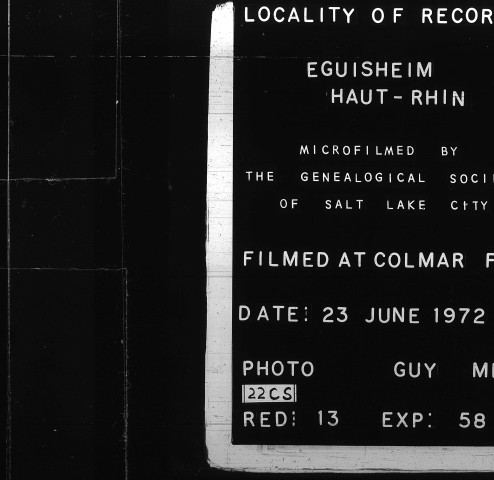 LOCALITY OF RECOR
EGUISHEIM
HAUT-RHIN
MICROFILMED BY
THE GENEALOGICAL SOCI
OF SALT LAKE CITY
FILMED AT COLMAR F
DATE: 23 JUNE 1972
PHOTO GUY M
22CS
RED: 13 EXP: 58